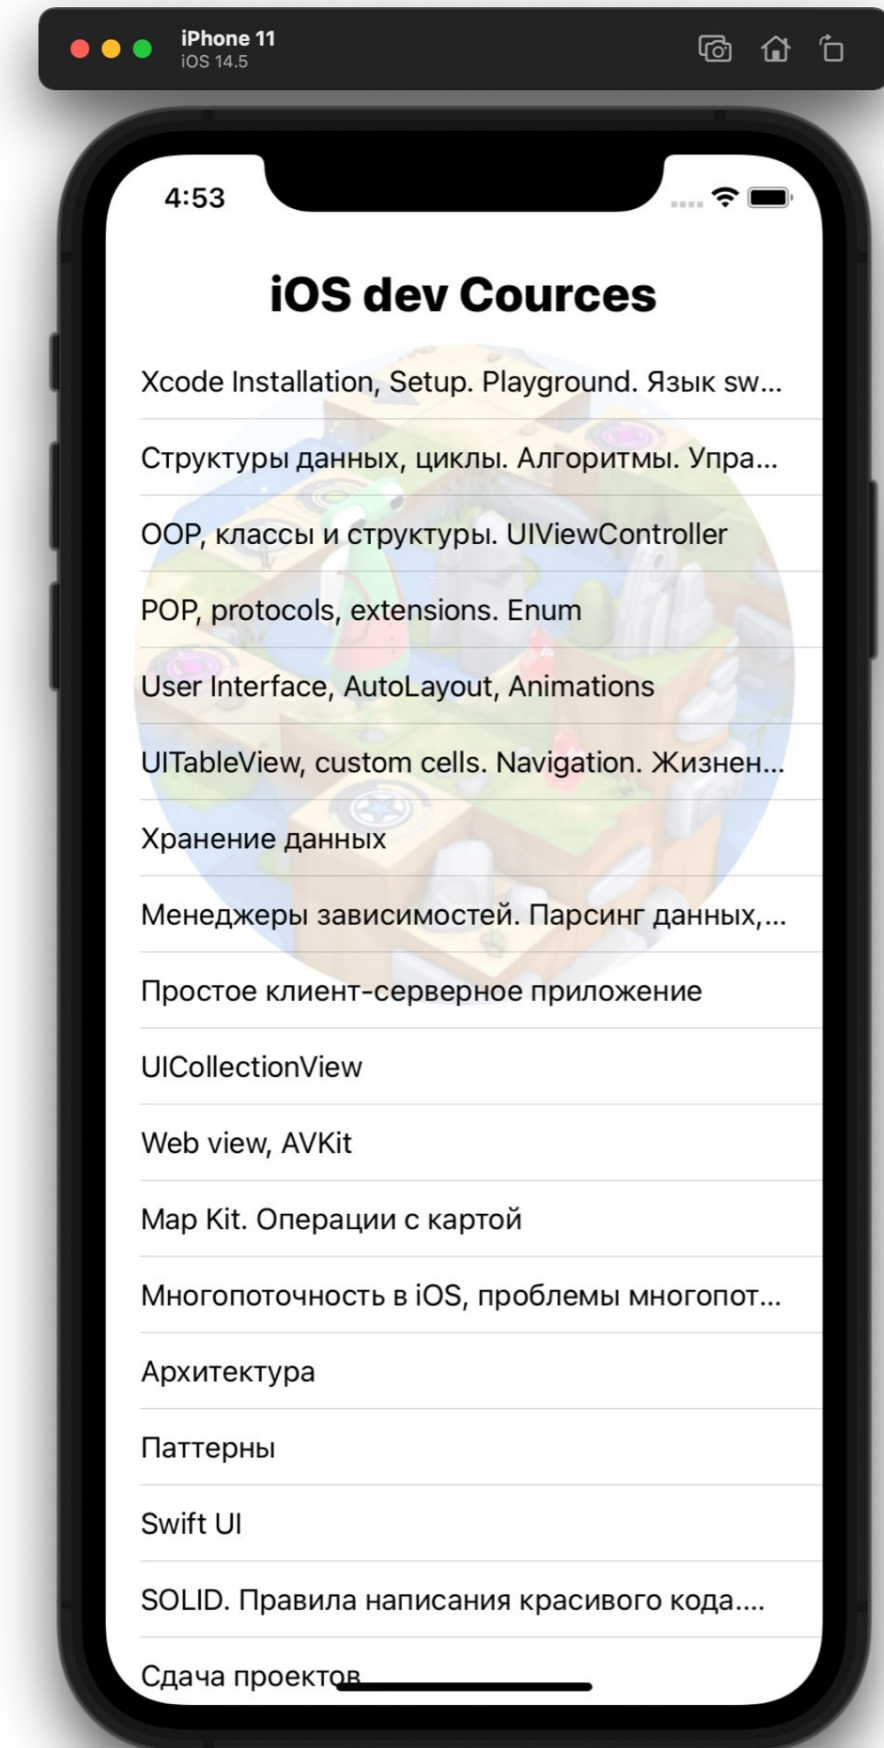 iPhone 11
iOS 14.5
4:53
iOS dev Cources
Xcode Installation, Setup. Playground. Язык sw...
Структуры данных, циклы. Алгоритмы. Упра...
OOP, классы и структуры. UIViewController
POP, protocols, extensions. Enum
User Interface, AutoLayout, Animations
UITableView, custom cells. Navigation. Жизнен...
Хранение данных
Менеджеры зависимостей. Парсинг данных,...
Простое клиент-серверное приложение
UICollectionView
Web view, AVKit
Map Kit. Операции с картой
Многопоточность в iOS, проблемы многопот...
Архитектура
Паттерны
Swift UI
SOLID. Правила написания красивого кода....
Сдача проектов